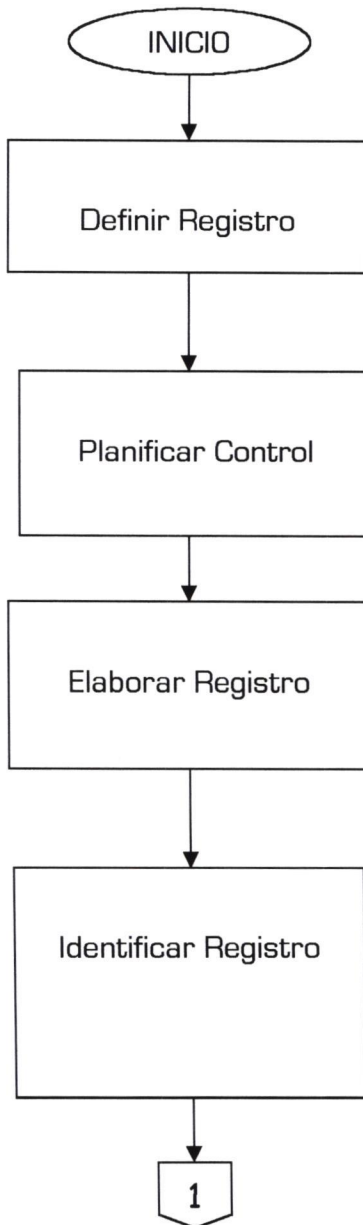 INICIO
Definir Registro
Planificar Control
Elaborar Registro
Identificar Registro
1